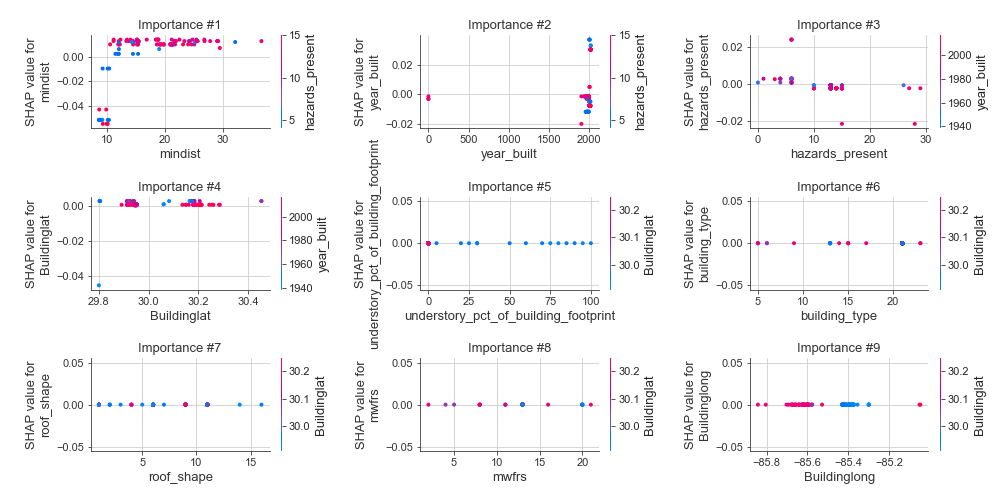 Importance #1
SHAP value for
mindist
0.00
−0.02
−0.04
10
20
30
mindist
15
10
5
hazards_present
Importance #2
SHAP value for
year_built
0.02
0.00
−0.02
0
500
1000
1500
2000
year_built
15
10
5
hazards_present
Importance #3
SHAP value for
hazards_present
0.02
0.00
−0.02
0
10
20
30
hazards_present
2000
1980
1960
1940
year_built
Importance #4
SHAP value for
Buildinglat
0.00
−0.02
−0.04
29.8
30.0
30.2
30.4
Buildinglat
2000
1980
1960
1940
year_built
Importance #5
SHAP value for
understory_pct_of_building_footprint
0.05
0.00
−0.05
0
25
50
75
100
understory_pct_of_building_footprint
30.2
30.1
30.0
Buildinglat
Importance #6
SHAP value for
building_type
0.05
0.00
−0.05
5
10
15
20
building_type
30.2
30.1
30.0
Buildinglat
Importance #7
SHAP value for
roof_shape
0.05
0.00
−0.05
5
10
15
roof_shape
30.2
30.1
30.0
Buildinglat
Importance #8
SHAP value for
mwfrs
0.05
0.00
−0.05
5
10
15
20
mwfrs
30.2
30.1
30.0
Buildinglat
Importance #9
SHAP value for
Buildinglong
0.05
0.00
−0.05
−85.8
−85.6
−85.4
−85.2
Buildinglong
30.2
30.1
30.0
Buildinglat